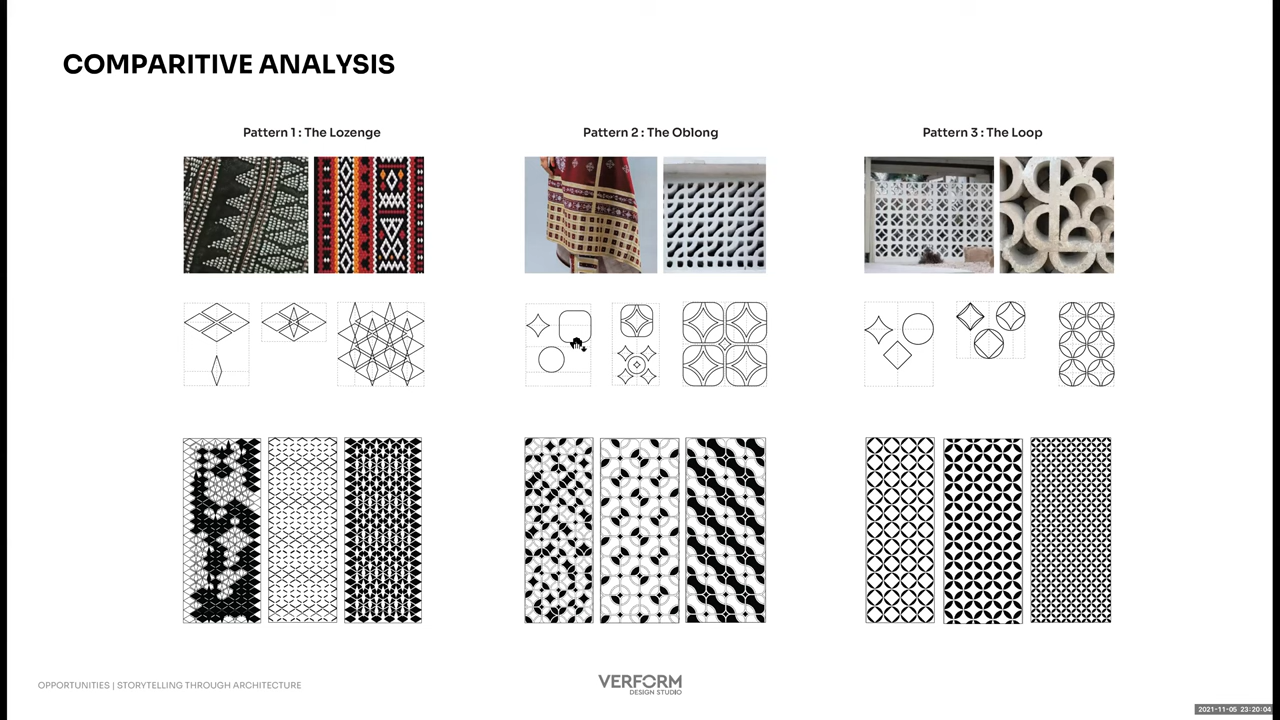 COMPARITIVE ANALYSIS
Pattern 1 : The Lozenge
Pattern 2 : The Oblong
Pattern 3 : The Loop
OPPORTUNITIES | STORYTELLING THROUGH ARCHITECTURE
VERFORM
DESIGN STUDIO
2021-11-05 23:20:04